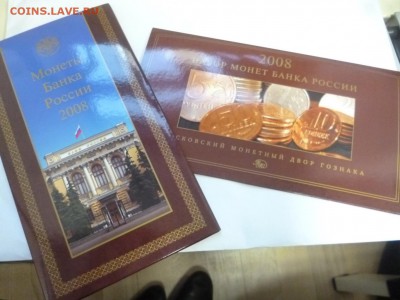 COINS.LAVE.RU
Монеты
Банка
России
2008
2008
МОНЕТ БАНКА РОССИИ
МОНЕТНЫЙ ДВОР ГОЗНАКА
10